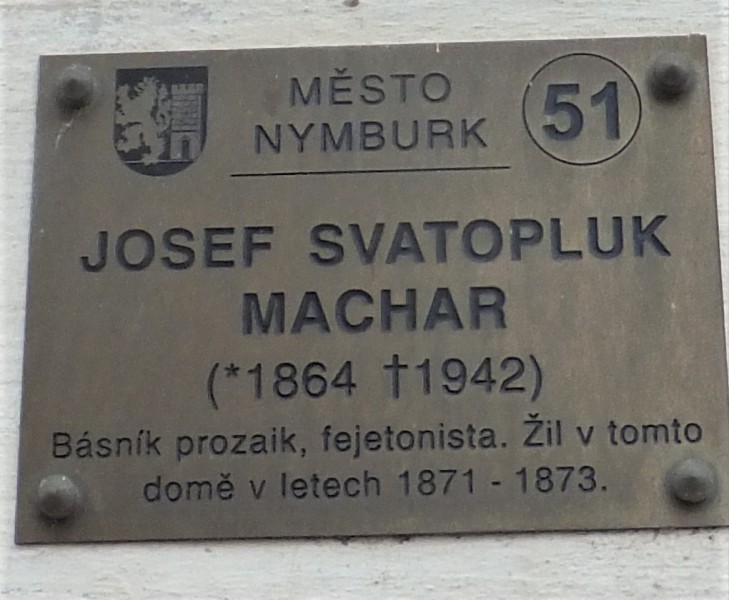 MĚSTO
NYMBURK
51
JOSEF SVATOPLUK
MACHAR
(*1864 †1942)
Básník prozaik, fejetonista. Žil v tomto
domě v letech 1871 - 1873.